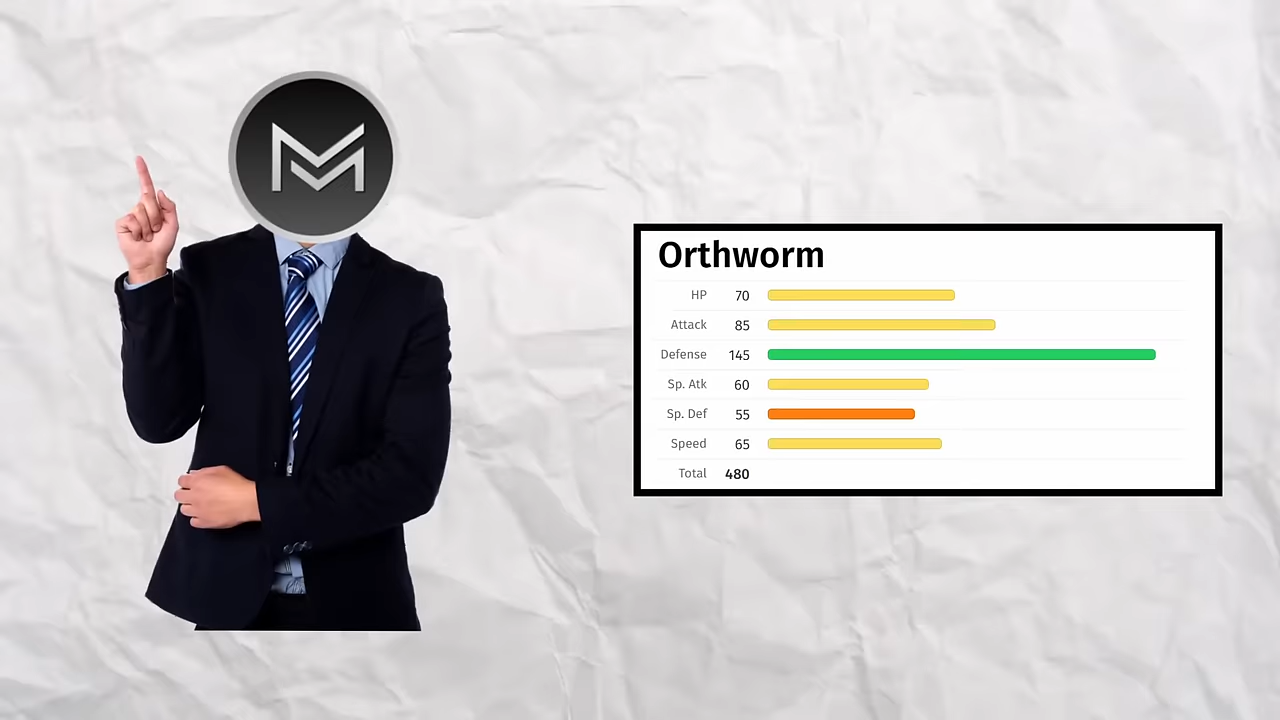 Orthworm
HP 70
Attack 85
Defense 145
Sp. Atk 60
Sp. Def 55
Speed 65
Total 480